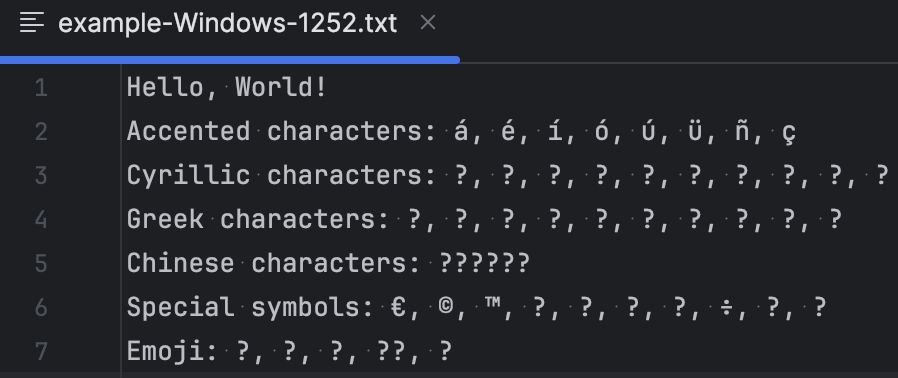 example-Windows-1252.txt
1 Hello, World!
2 Accented characters: á, é, í, ó, ú, ü, ñ, ç
3 Cyrillic characters: ?, ?, ?, ?, ?, ?, ?, ?, ?, ?
4 Greek characters: ?, ?, ?, ?, ?, ?, ?, ?, ?, ?
5 Chinese characters: ??????
6 Special symbols: €, ©, ™, ?, ?, ?, ?, ÷, ?, ?
7 Emoji: ?, ?, ?, ??, ?